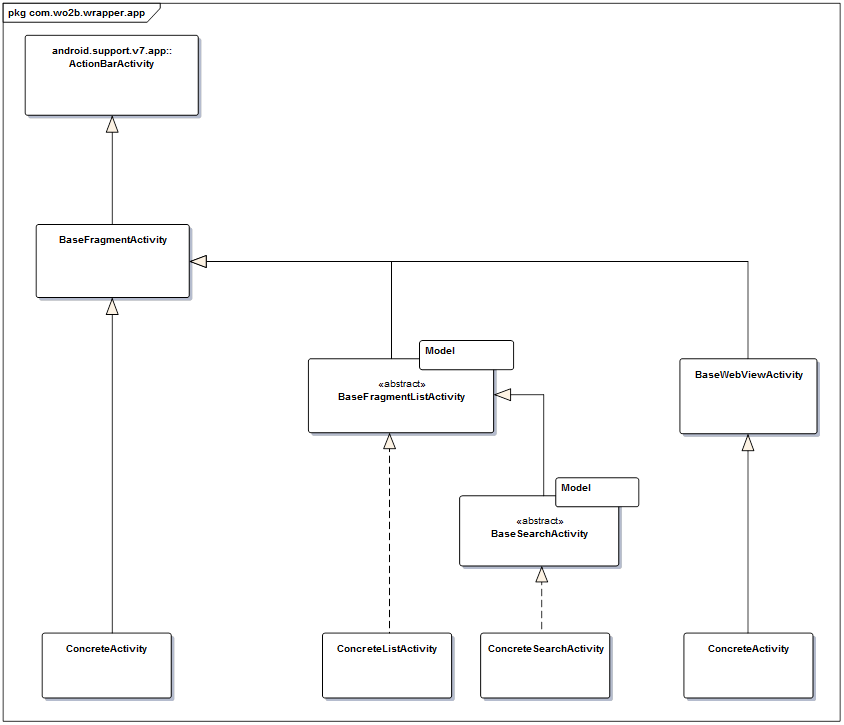 pkg com.wo2b.wrapper.app
android.support.v7.app::
ActionBarActivity
BaseFragmentActivity
Model
«abstract»
BaseFragmentListActivity
BaseWebViewActivity
Model
«abstract»
BaseSearchActivity
ConcreteActivity
ConcreteListActivity
ConcreteSearchActivity
ConcreteActivity